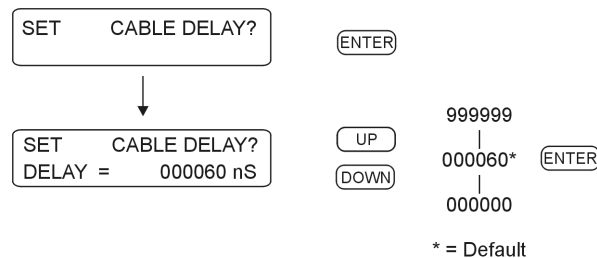 SET CABLE DELAY?
ENTER
SET CABLE DELAY?
DELAY = 000060 nS
UP
DOWN
999999
000060*
000000
ENTER
* = Default